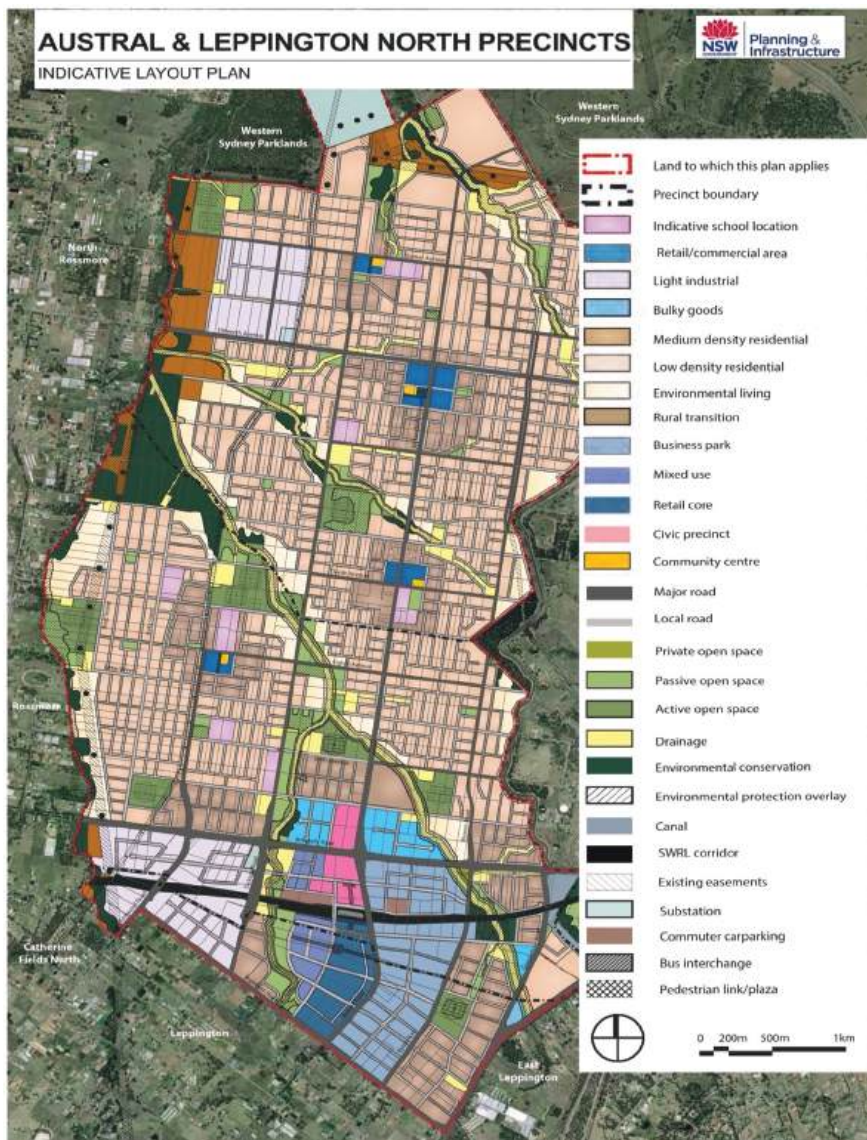 AUSTRAL & LEPPINGTON NORTH PRECINCTS
INDICATIVE LAYOUT PLAN
NSW
Planning &
Infrastructure
Western
Sydney Parklands
Western
Sydney Parklands
North
Rossmore
Rossmore
Catherine
Fields North
Leppington
East
Leppington
Land to which this plan applies
Precinct boundary
Indicative school location
Retail/commercial area
Light industrial
Bulky goods
Medium density residential
Low density residential
Environmental living
Rural transition
Business park
Mixed use
Retail core
Civic precinct
Community centre
Major road
Local road
Private open space
Passive open space
Active open space
Drainage
Environmental conservation
Environmental protection overlay
Canal
SWRL corridor
Existing easements
Substation
Commuter carparking
Bus interchange
Pedestrian link/plaza
0 200m 500m 1km